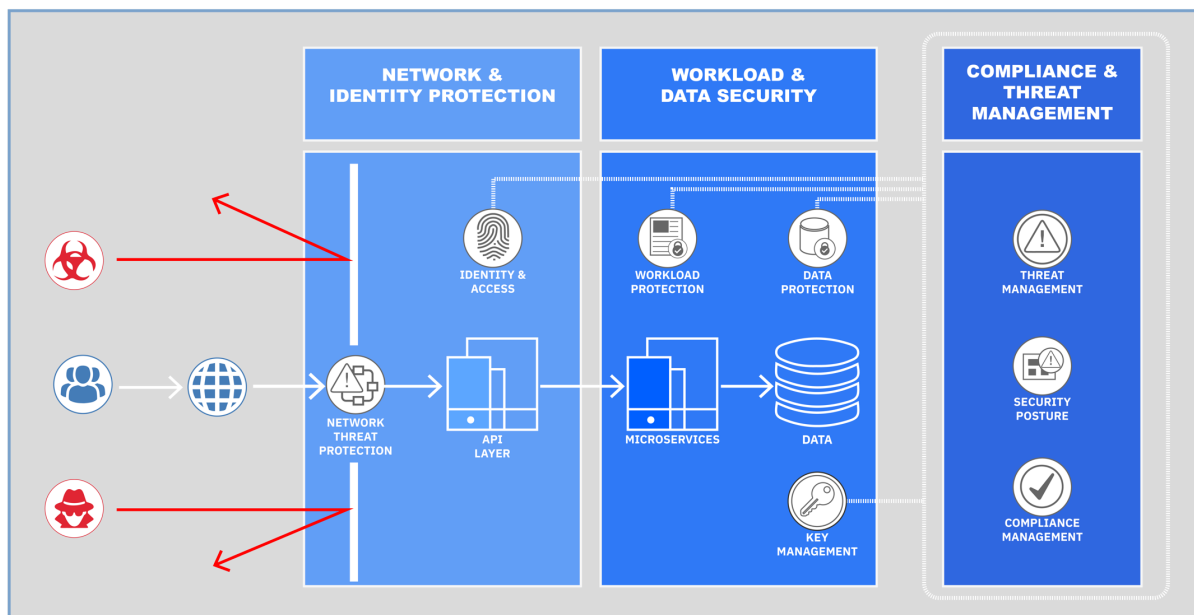 NETWORK &
IDENTITY PROTECTION
WORKLOAD &
DATA SECURITY
COMPLIANCE &
THREAT
MANAGEMENT
IDENTITY &
ACCESS
WORKLOAD
PROTECTION
DATA
PROTECTION
THREAT
MANAGEMENT
NETWORK
THREAT
PROTECTION
API
LAYER
MICROSERVICES
DATA
SECURITY
POSTURE
KEY
MANAGEMENT
COMPLIANCE
MANAGEMENT